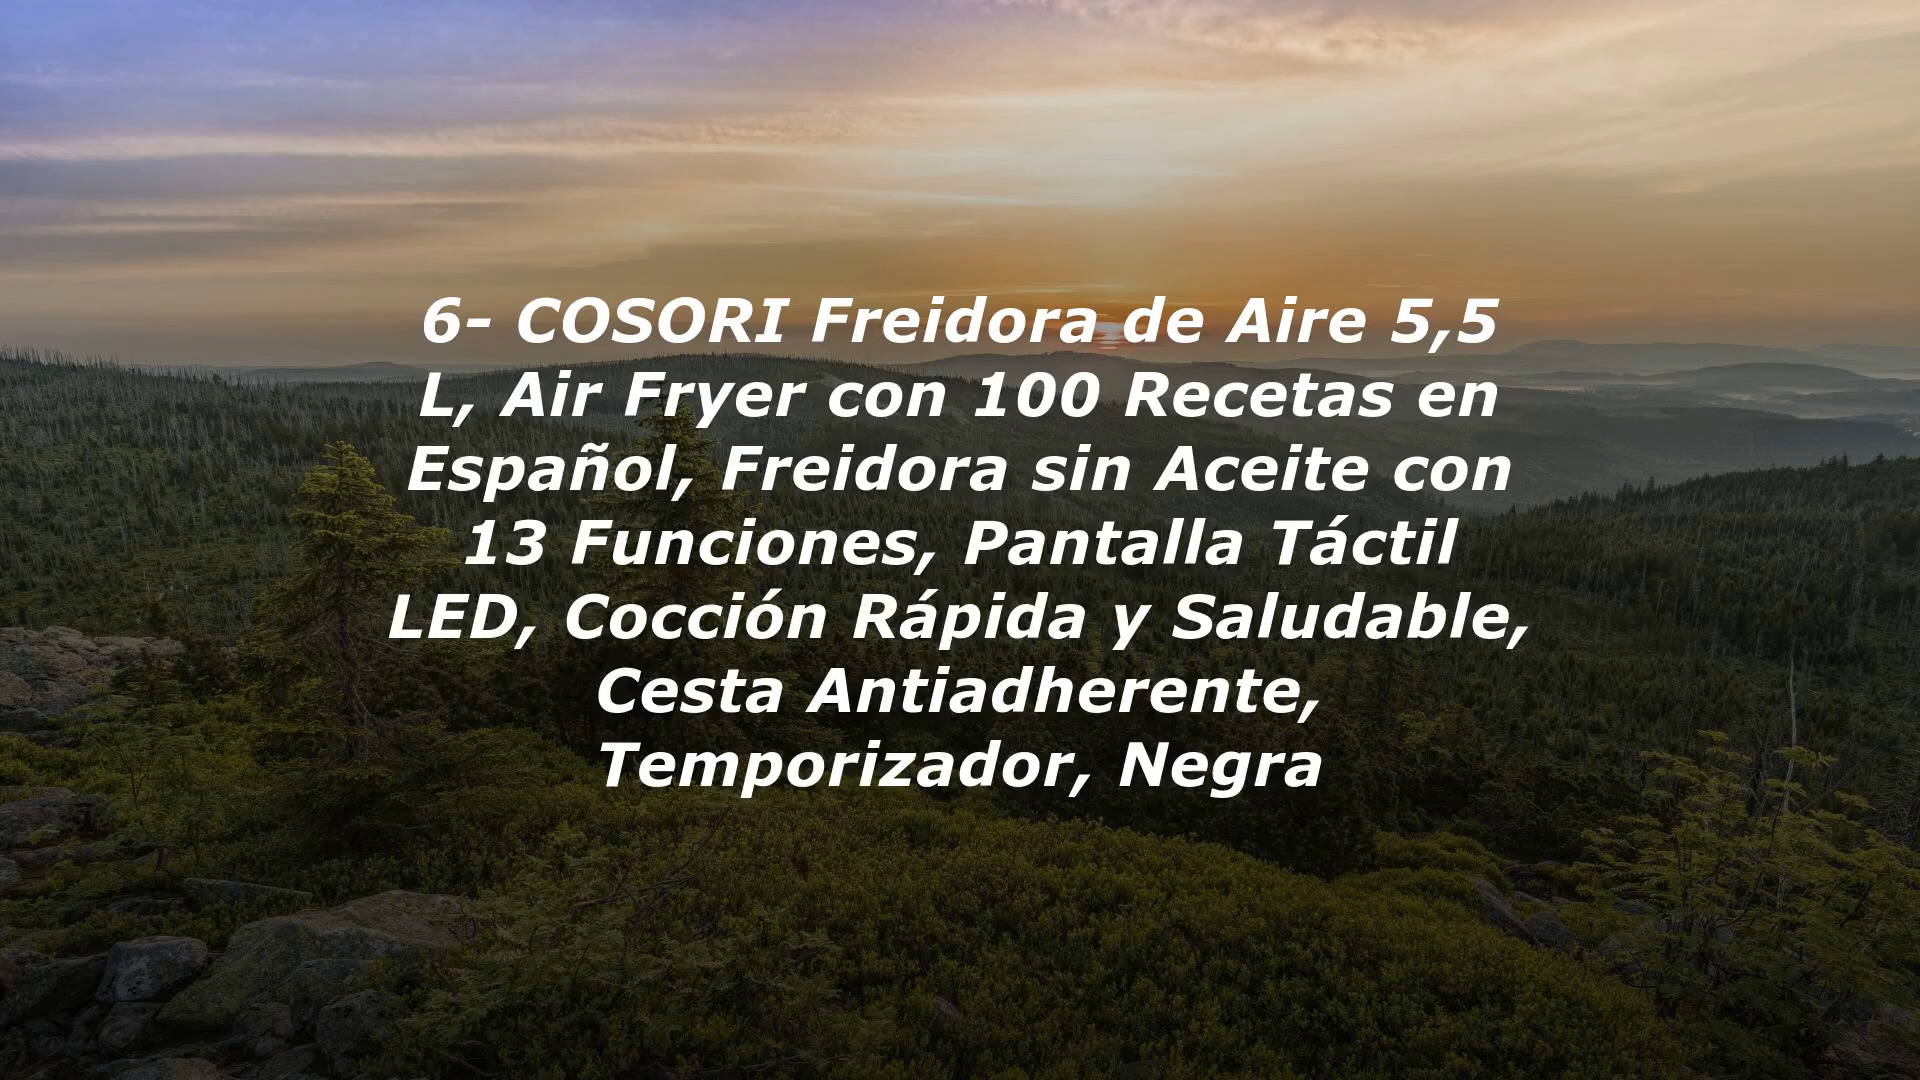 6- COSORI Freidora de Aire 5,5
L, Air Fryer con 100 Recetas en
Español, Freidora sin Aceite con
13 Funciones, Pantalla Táctil
LED, Cocción Rápida y Saludable,
Cesta Antiadherente,
Temporizador, Negra